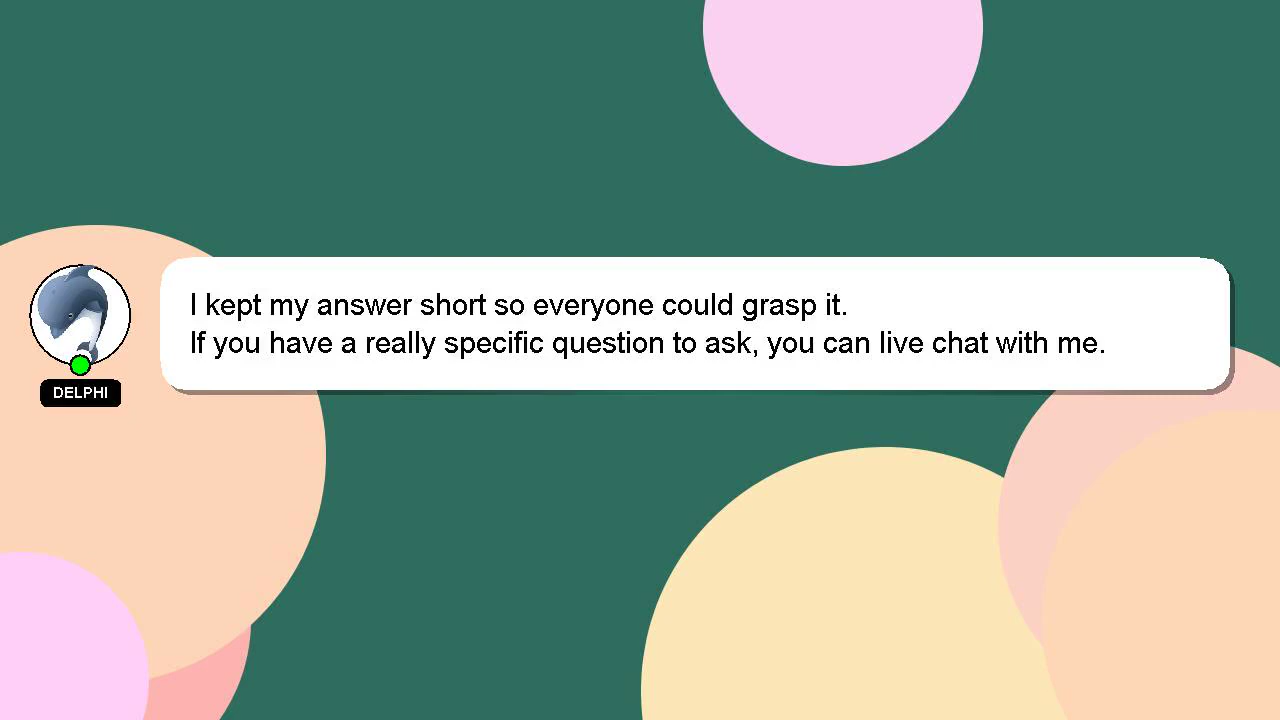 I kept my answer short so everyone could grasp it.
If you have a really specific question to ask, you can live chat with me.
DELPHI